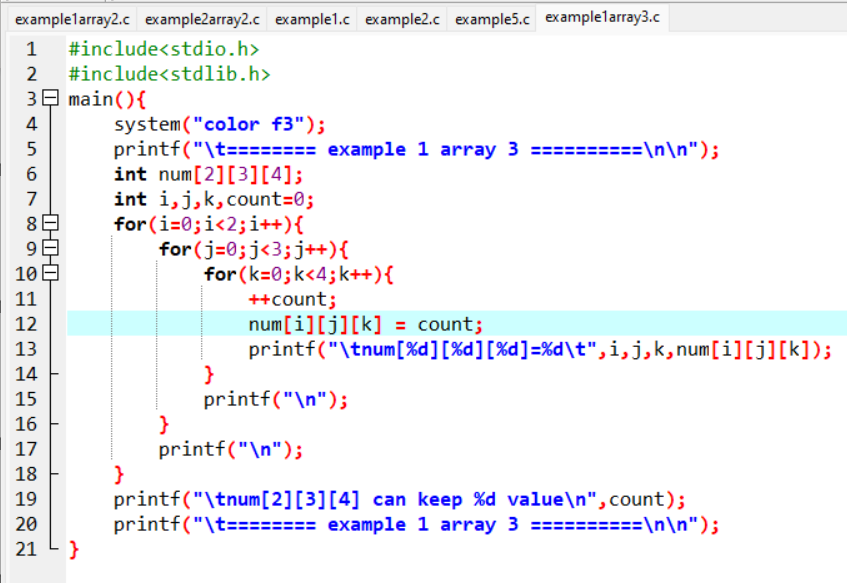 example1array2.c example2array2.c example1.c example2.c example5.c example1array3.c
1 #include<stdio.h>
2 #include<stdlib.h>
3 main(){
4 system("color f3");
5 printf("\t======== example 1 array 3 ==========\n\n");
6 int num[2][3][4];
7 int i,j,k,count=0;
8 for(i=0;i<2;i++){
9 for(j=0;j<3;j++){
10 for(k=0;k<4;k++){
11 ++count;
12 num[i][j][k] = count;
13 printf("\tnum[%d][%d][%d]=%d\t",i,j,k,num[i][j][k]);
14 }
15 printf("\n");
16 }
17 printf("\n");
18 }
19 printf("\tnum[2][3][4] can keep %d value\n",count);
20 printf("\t======== example 1 array 3 ==========\n\n");
21 }